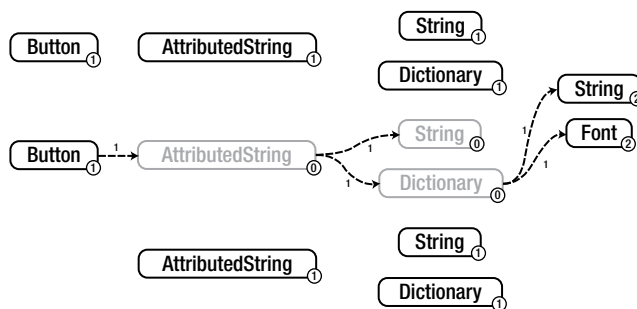 Button 1
AttributedString 1
String 1
Dictionary 1
String 2
Font 2
Button 1
1
AttributedString 0
1
String 0
1
Dictionary 0
1
1
AttributedString 1
String 1
Dictionary 1